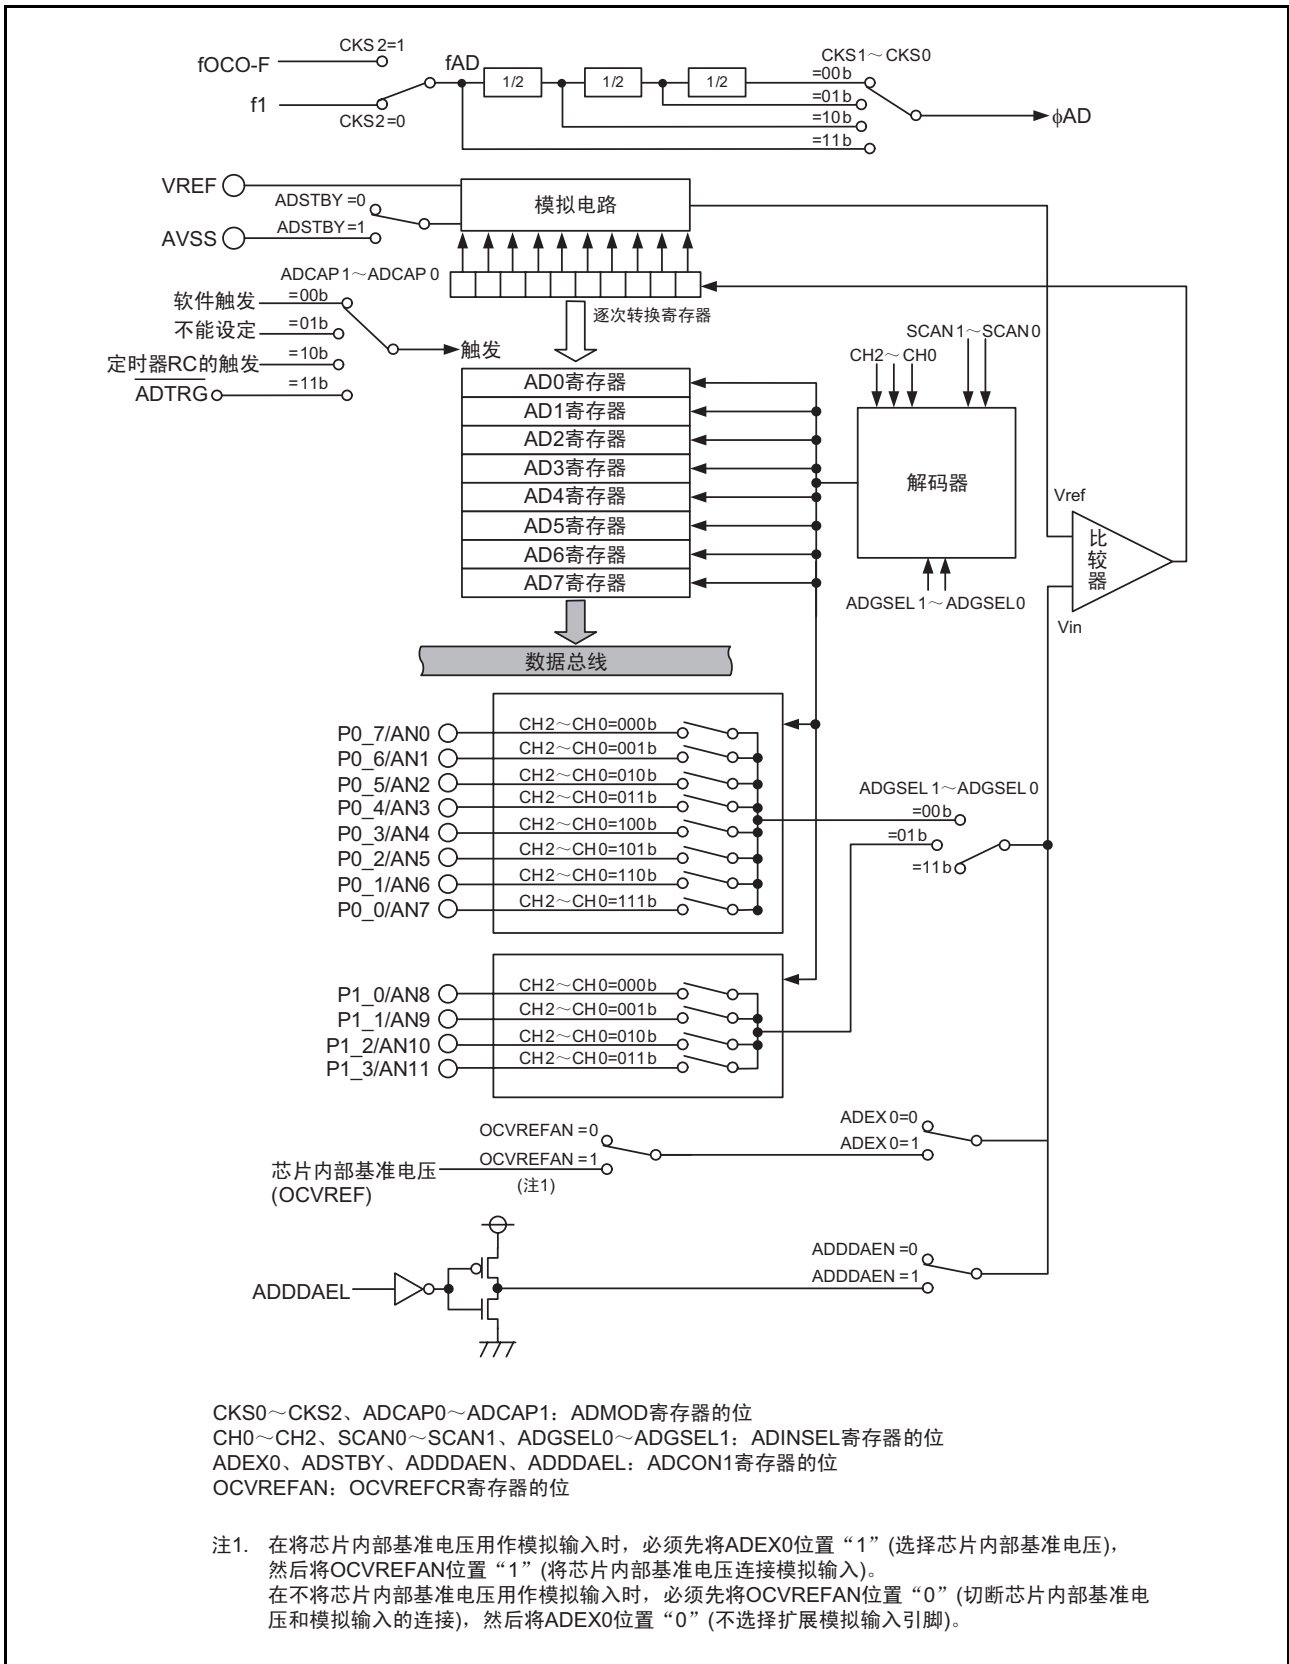 CKS2=1
fOCO-F
fAD
f1
CKS2=0
1/2
1/2
1/2
CKS1～CKS0
=00b
=01b
=10b
=11b
ϕAD
VREF
ADSTBY=0
AVSS
ADSTBY=1
模拟电路
ADCAP1～ADCAP0
软件触发
=00b
不能设定
=01b
定时器RC的触发
=10b
ADTRG
=11b
触发
逐次转换寄存器
AD0寄存器
AD1寄存器
AD2寄存器
AD3寄存器
AD4寄存器
AD5寄存器
AD6寄存器
AD7寄存器
数据总线
SCAN1～SCAN0
CH2～CH0
解码器
ADGSEL1～ADGSEL0
Vref
比较器
Vin
P0_7/AN0 CH2～CH0=000b
P0_6/AN1 CH2～CH0=001b
P0_5/AN2 CH2～CH0=010b
P0_4/AN3 CH2～CH0=011b
P0_3/AN4 CH2～CH0=100b
P0_2/AN5 CH2～CH0=101b
P0_1/AN6 CH2～CH0=110b
P0_0/AN7 CH2～CH0=111b
ADGSEL1～ADGSEL0
=00b
=01b
=11b
P1_0/AN8 CH2～CH0=000b
P1_1/AN9 CH2～CH0=001b
P1_2/AN10 CH2～CH0=010b
P1_3/AN11 CH2～CH0=011b
OCVREFAN=0
芯片内部基准电压
(OCVREF)
OCVREFAN=1
(注1)
ADEX0=0
ADEX0=1
ADDDAEL
ADDDAEN=0
ADDDAEN=1
CKS0～CKS2、ADCAP0～ADCAP1：ADMOD寄存器的位
CH0～CH2、SCAN0～SCAN1、ADGSEL0～ADGSEL1：ADINSEL寄存器的位
ADEX0、ADSTBY、ADDDAEN、ADDDAEL：ADCON1寄存器的位
OCVREFAN：OCVREFCR寄存器的位
注1. 在将芯片内部基准电压用作模拟输入时，必须先将ADEX0位置“1”(选择芯片内部基准电压)，
然后将OCVREFAN位置“1”(将芯片内部基准电压连接模拟输入)。
在不将芯片内部基准电压用作模拟输入时，必须先将OCVREFAN位置“0”(切断芯片内部基准电
压和模拟输入的连接)，然后将ADEX0位置“0”(不选择扩展模拟输入引脚)。